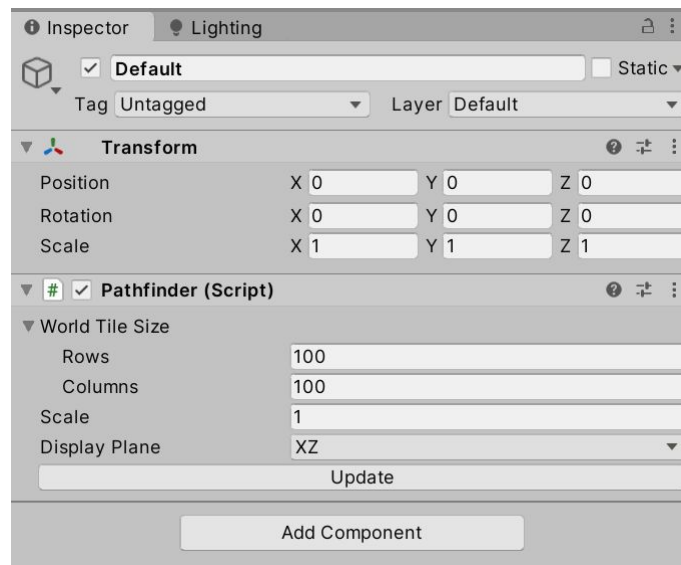 Inspector Lighting
Default Static
Tag Untagged Layer Default
Transform
Position X 0 Y 0 Z 0
Rotation X 0 Y 0 Z 0
Scale X 1 Y 1 Z 1
# Pathfinder (Script)
World Tile Size
Rows 100
Columns 100
Scale 1
Display Plane XZ
Update
Add Component